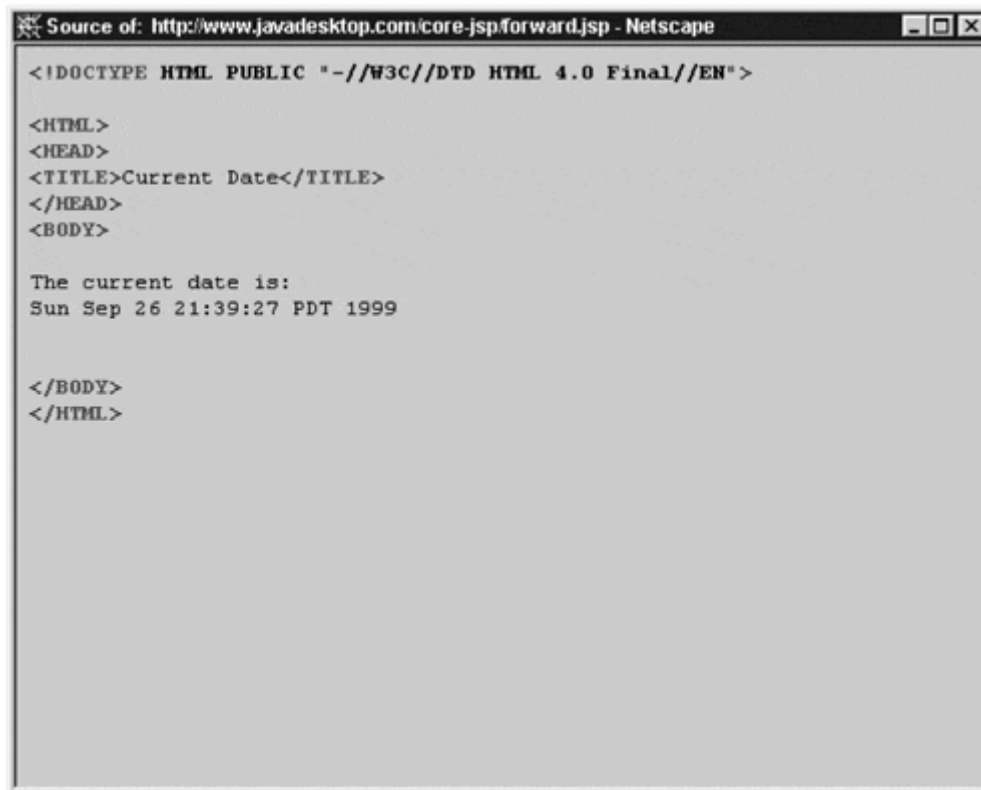 Source of: http://www.javadesktop.com/core-jsp/forward.jsp - Netscape
<!DOCTYPE HTML PUBLIC "-//W3C//DTD HTML 4.0 Final//EN">
<HTML>
<HEAD>
<TITLE>Current Date</TITLE>
</HEAD>
<BODY>
The current date is:
Sun Sep 26 21:39:27 PDT 1999
</BODY>
</HTML>